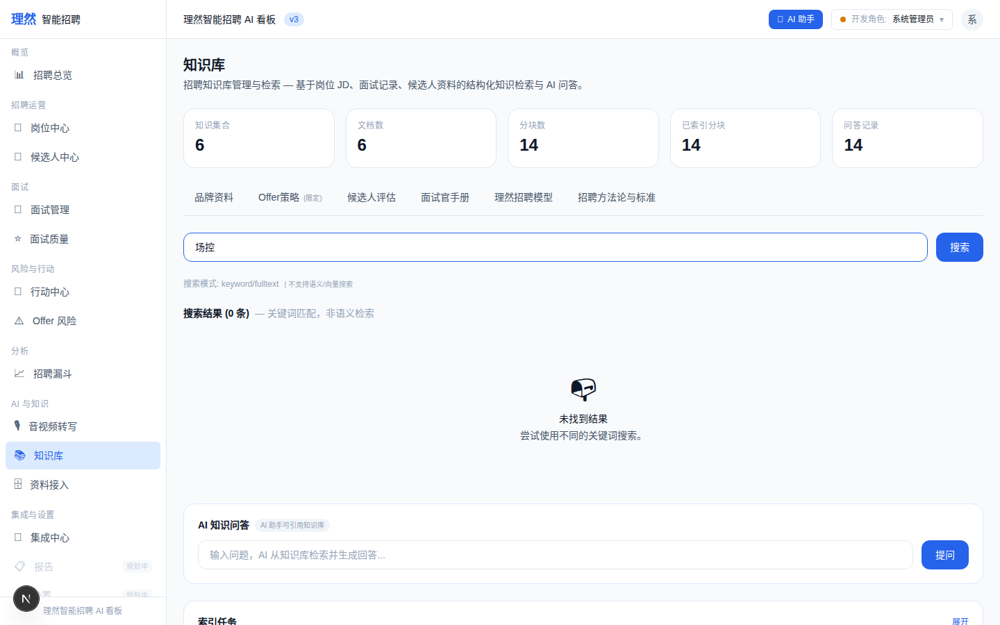 理然 智能招聘
理然智能招聘 AI 看板 v3
AI 助手
开发角色: 系统管理员 ▾
系
概览
招聘总览
招聘运营
岗位中心
候选人中心
面试
面试管理
面试质量
风险与行动
行动中心
Offer 风险
分析
招聘漏斗
AI 与知识
音视频转写
知识库
资料接入
集成与设置
集成中心
报告 规划中
置 规划中
理然智能招聘 AI 看板
知识库
招聘知识库管理与检索 — 基于岗位 JD、面试记录、候选人资料的结构化知识检索与 AI 问答。
知识集合
6
文档数
6
分块数
14
已索引分块
14
问答记录
14
品牌资料 Offer策略 (限定) 候选人评估 面试官手册 理然招聘模型 招聘方法论与标准
场控
搜索
搜索模式: keyword/fulltext | 不支持语义/向量搜索
搜索结果 (0 条) — 关键词匹配，非语义检索
未找到结果
尝试使用不同的关键词搜索。
AI 知识问答 AI 助手可引用知识库
输入问题，AI 从知识库检索并生成回答...
提问
索引任务
展开